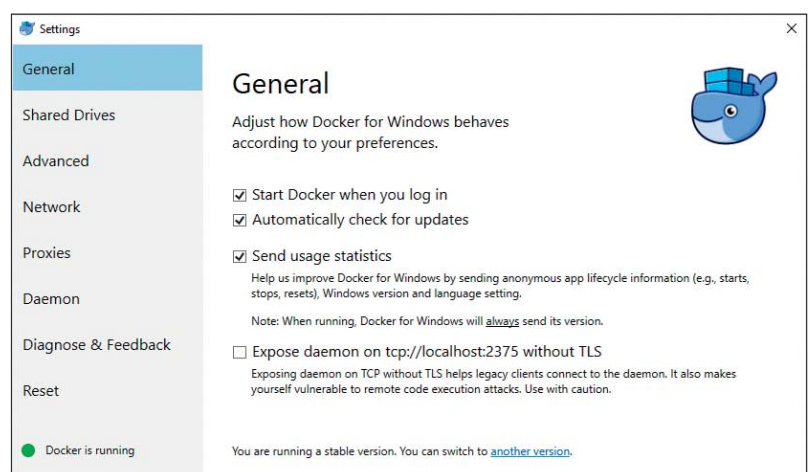 Settings
General
Shared Drives
Advanced
Network
Proxies
Daemon
Diagnose & Feedback
Reset
Docker is running
General
Adjust how Docker for Windows behaves
according to your preferences.
Start Docker when you log in
Automatically check for updates
Send usage statistics
Help us improve Docker for Windows by sending anonymous app lifecycle information (e.g., starts,
stops, resets), Windows version and language setting.
Note: When running, Docker for Windows will always send its version.
Expose daemon on tcp://localhost:2375 without TLS
Exposing daemon on TCP without TLS helps legacy clients connect to the daemon. It also makes
yourself vulnerable to remote code execution attacks. Use with caution.
You are running a stable version. You can switch to another version.